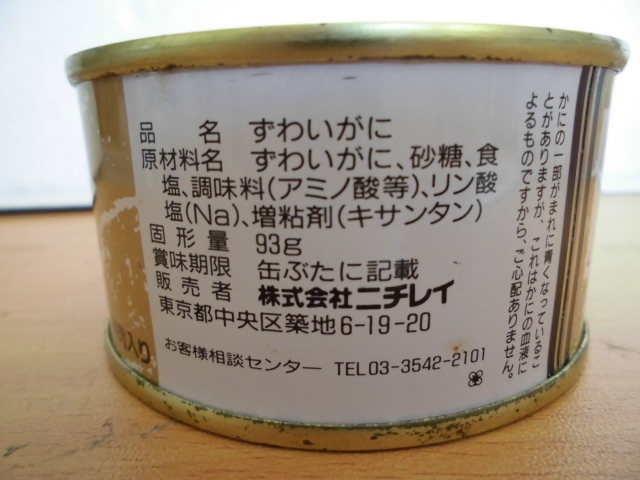 品名 ずわいがに
原材料名 ずわいがに、砂糖、食
塩、調味料(アミノ酸等)、リン酸
塩(Na)、増粘剤(キサンタン)
固形量 93g
賞味期限 缶ぶたに記載
販売者 株式会社ニチレイ
東京都中央区築地6-19-20
お客様相談センター TEL03-3542-2101
かにの一部がまれに青くなっているこ
とがありますが、これはかにの血液に
よるものですから、ご心配ありません。
入り